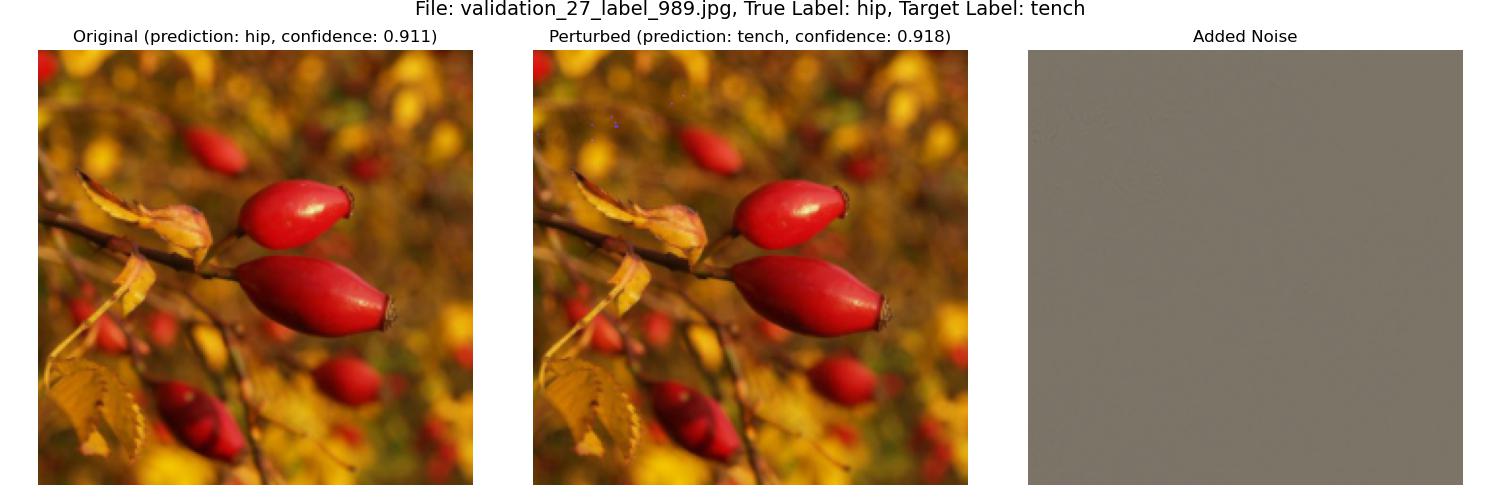 File: validation_27_label_989.jpg, True Label: hip, Target Label: tench
Original (prediction: hip, confidence: 0.911)
Perturbed (prediction: tench, confidence: 0.918)
Added Noise